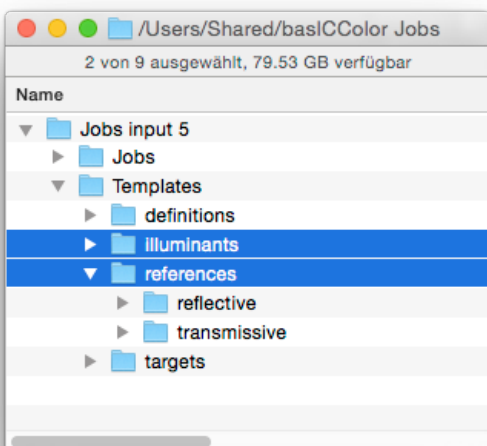 /Users/Shared/basICColor Jobs
2 von 9 ausgewählt, 79.53 GB verfügbar
Name
Jobs input 5
Jobs
Templates
definitions
illuminants
references
reflective
transmissive
targets